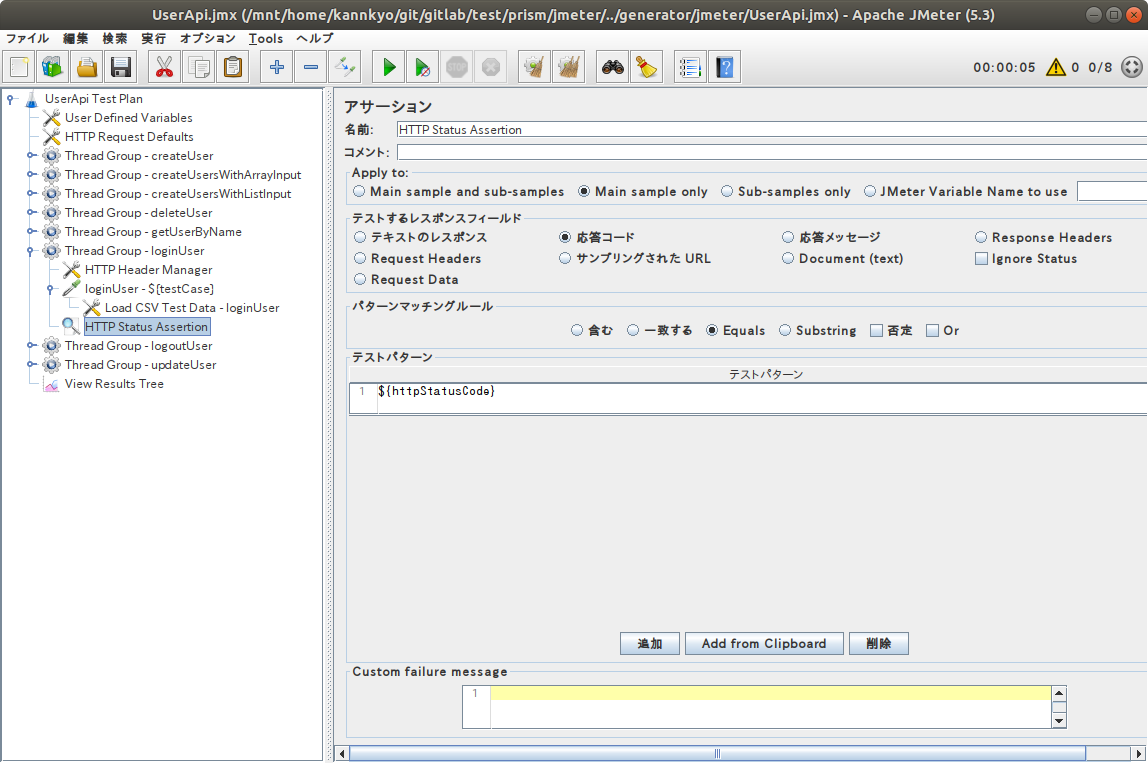 UserApi.jmx (/mnt/home/kannkyo/git/gitlab/test/prism/jmeter/../generator/jmeter/UserApi.jmx) - Apache JMeter (5.3)
ファイル 編集 検索 実行 オプション Tools ヘルプ
STOP 00:00:05 0 0/8
UserApi Test Plan
User Defined Variables
HTTP Request Defaults
Thread Group - createUser
Thread Group - createUsersWithArrayInput
Thread Group - createUsersWithListInput
Thread Group - deleteUser
Thread Group - getUserByName
Thread Group - loginUser
HTTP Header Manager
loginUser - ${testCase}
Load CSV Test Data - loginUser
HTTP Status Assertion
Thread Group - logoutUser
Thread Group - updateUser
View Results Tree
アサーション
名前: HTTP Status Assertion
コメント:
Apply to:
Main sample and sub-samples Main sample only Sub-samples only JMeter Variable Name to use
テストするレスポンスフィールド
テキストのレスポンス 応答コード 応答メッセージ Response Headers
Request Headers サンプリングされた URL Document (text) Ignore Status
Request Data
パターンマッチングルール
含む 一致する Equals Substring 否定 Or
テストパターン
テストパターン
1 ${httpStatusCode}
追加 Add from Clipboard 削除
Custom failure message
1